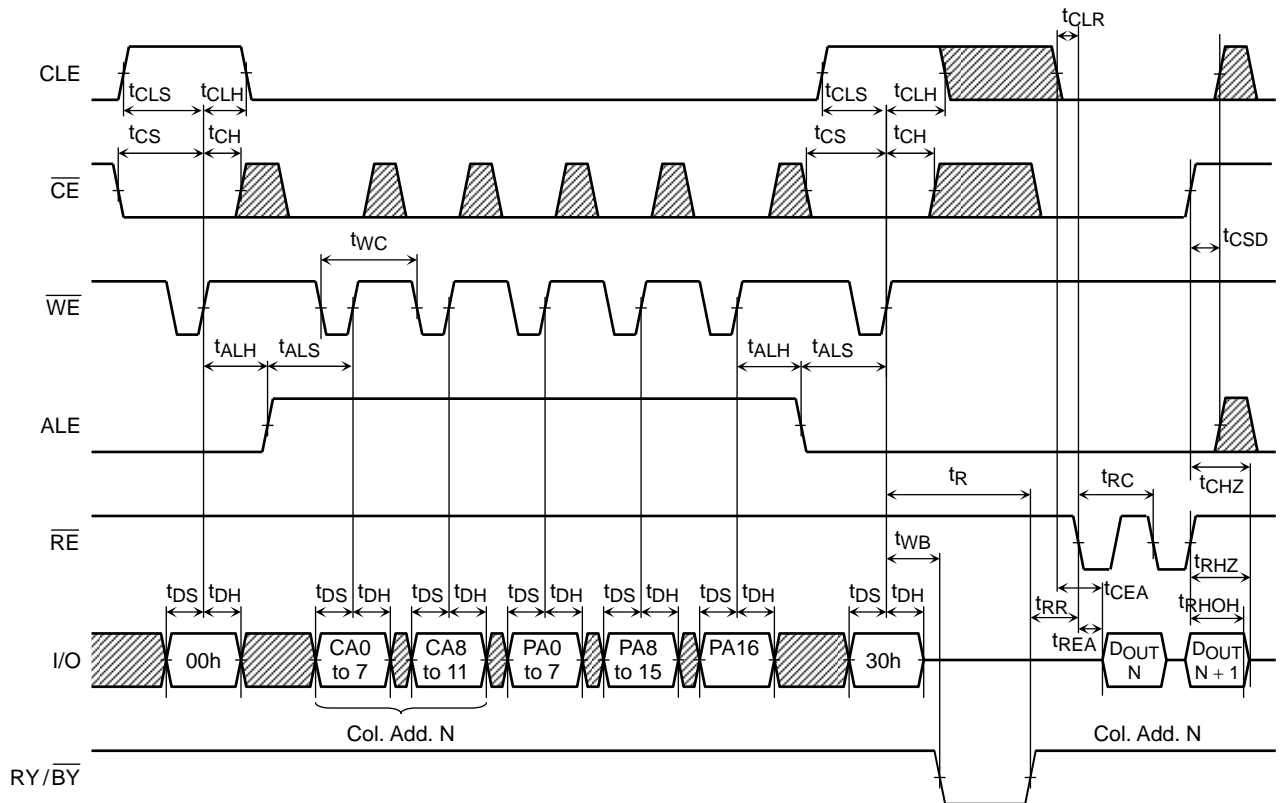 tCLR
CLE
tCLS tCLH tCLS tCLH
tCS tCH tCS tCH
CE
tCSD
tWC
WE
tALH tALS tALH tALS
ALE
tR tRC tCHZ
RE
tWB tRHZ
tDS tDH tDS tDH tDS tDH tDS tDH tDS tDH tDS tDH tDS tDH tCEA
tRR tRHOH
tREA
I/O 00h CA0 to 7 CA8 to 11 PA0 to 7 PA8 to 15 PA16 30h DOUT N DOUT N + 1
Col. Add. N Col. Add. N
RY/BY